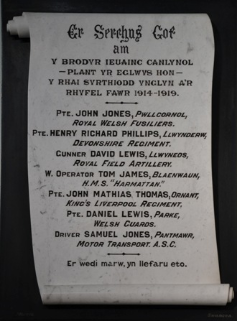 Er Serchus Gof
am
Y BRODYR IEUAINC CANLYNOL
— PLANT YR EGLWYS HON —
Y RHAI SYRTHIODD YNGLYN A'R
RHYFEL FAWR 1914-1919.
PTE. JOHN JONES, PWLLCORNOL,
ROYAL WELSH FUSILIERS.
PTE. HENRY RICHARD PHILLIPS, LLWYNDERW,
DEVONSHIRE REGIMENT.
GUNNER DAVID LEWIS, LLWYNEOS,
ROYAL FIELD ARTILLERY.
W. OPERATOR TOM JAMES, BLAENWAUN,
H.M.S. "HARMATTAN."
PTE. JOHN MATHIAS THOMAS, DRHANT,
KING'S LIVERPOOL REGIMENT.
PTE. DANIEL LEWIS, PARKE,
WELSH GUARDS.
DRIVER SAMUEL JONES, PANTMAWR,
MOTOR TRANSPORT. A.S.C.
ER WEDI MARW, YN LLEFARU ETO.